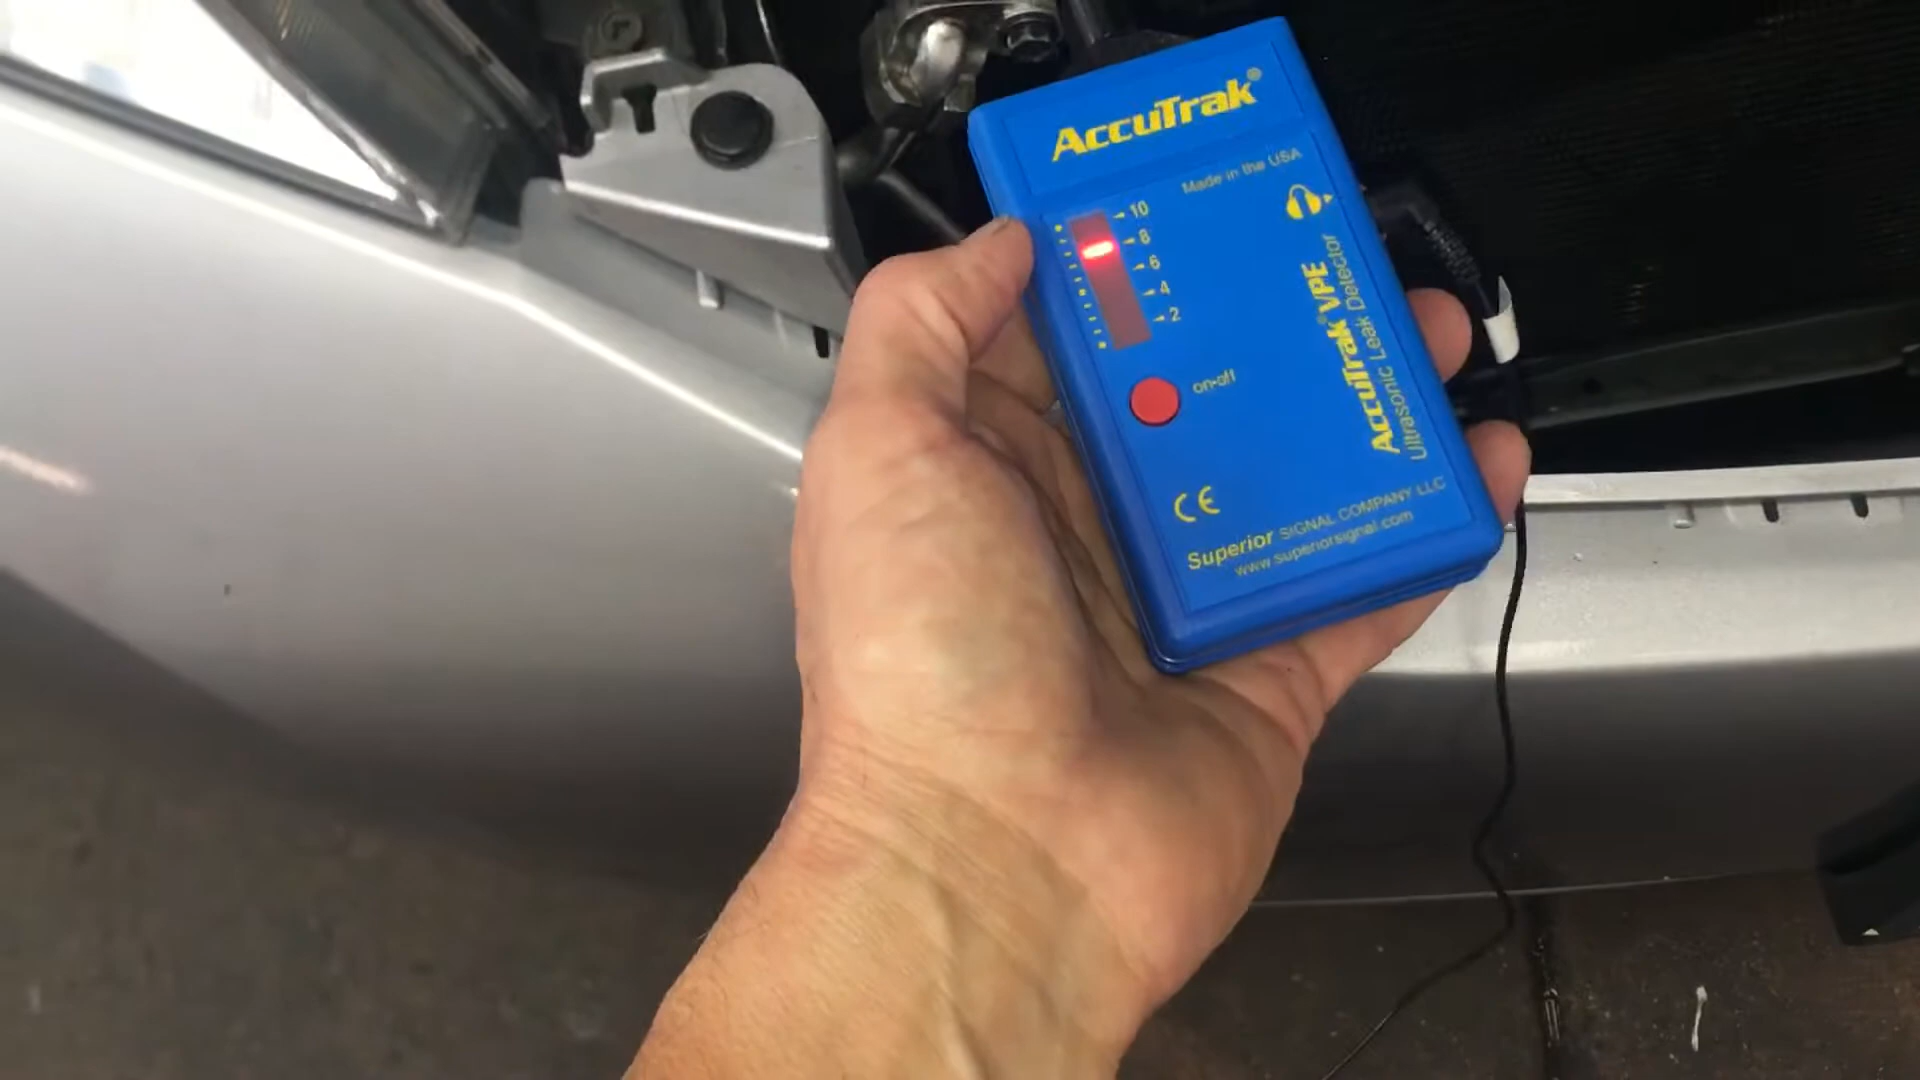 AccuTrak®
Made in the USA
10
8
6
4
2
on-off
AccuTrak® VPE
Ultrasonic Leak Detector
CE
Superior SIGNAL COMPANY LLC
www.superiorsignal.com